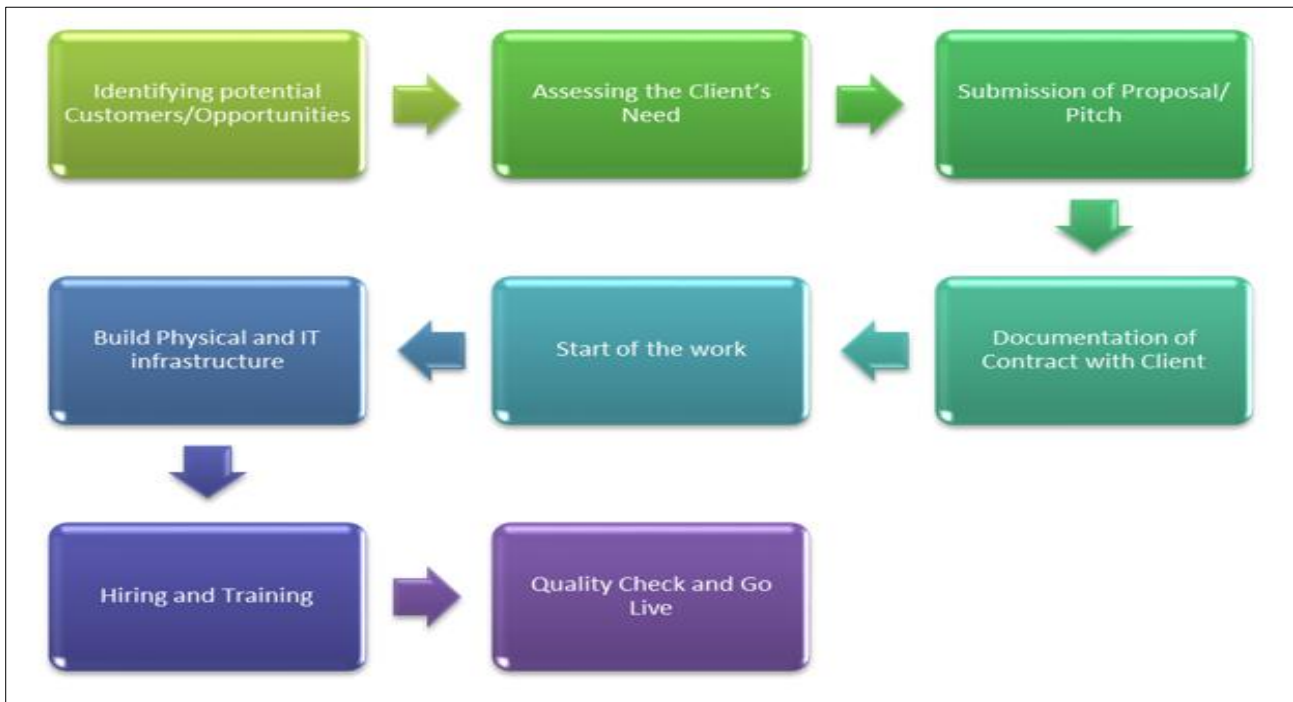 Identifying potential
Customers/Opportunities
Assessing the Client's
Need
Submission of Proposal/
Pitch
Documentation of
Contract with Client
Start of the work
Build Physical and IT
infrastructure
Hiring and Training
Quality Check and Go
Live